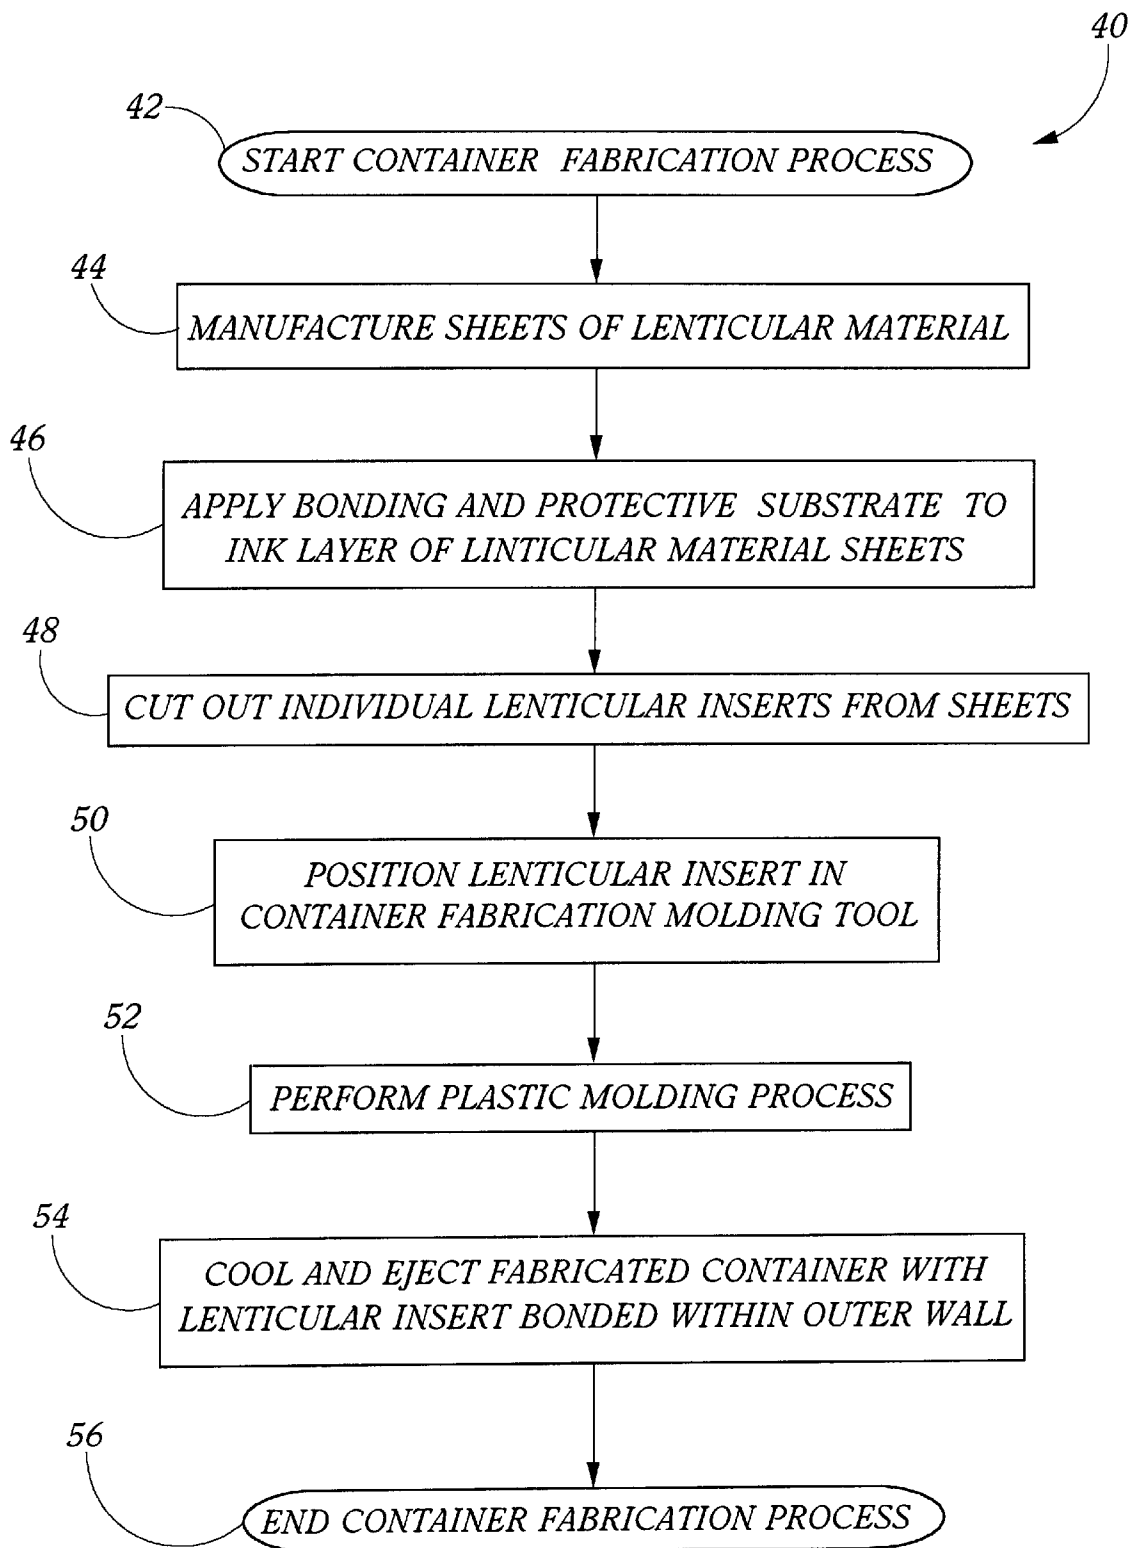 40
42
START CONTAINER FABRICATION PROCESS
44
MANUFACTURE SHEETS OF LENTICULAR MATERIAL
46
APPLY BONDING AND PROTECTIVE SUBSTRATE TO
INK LAYER OF LINTICULAR MATERIAL SHEETS
48
CUT OUT INDIVIDUAL LENTICULAR INSERTS FROM SHEETS
50
POSITION LENTICULAR INSERT IN
CONTAINER FABRICATION MOLDING TOOL
52
PERFORM PLASTIC MOLDING PROCESS
54
COOL AND EJECT FABRICATED CONTAINER WITH
LENTICULAR INSERT BONDED WITHIN OUTER WALL
56
END CONTAINER FABRICATION PROCESS